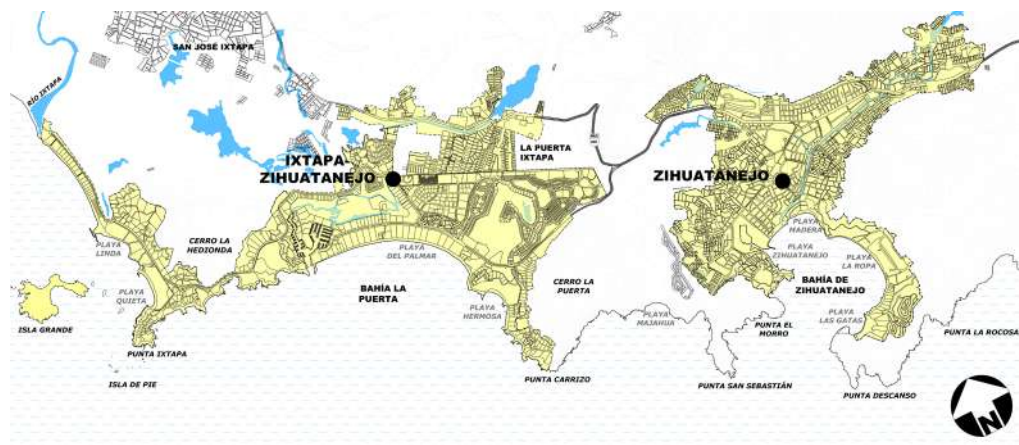 SAN JOSÉ IXTAPA
RÍO IXTAPA
LA PUERTA
IXTAPA
IXTAPA-
ZIHUATANEJO
ZIHUATANEJO
PLAYA
MADERA
PLAYA
LINDA
CERRO LA
HEDIONDA
PLAYA
DEL PALMAR
PLAYA
ZIHUATANEJO
PLAYA
LA ROPA
PLAYA
QUIETA
BAHÍA LA
PUERTA
CERRO LA
PUERTA
BAHÍA DE
ZIHUATANEJO
PLAYA
HERMOSA
PLAYA
MAJAHUA
PUNTA EL
MORRO
PLAYA
LAS GATAS
ISLA GRANDE
PUNTA LA ROCOSA
PUNTA IXTAPA
ISLA DE PIE
PUNTA CARRIZO
PUNTA SAN SEBASTIÁN
PUNTA DESCANSO
N